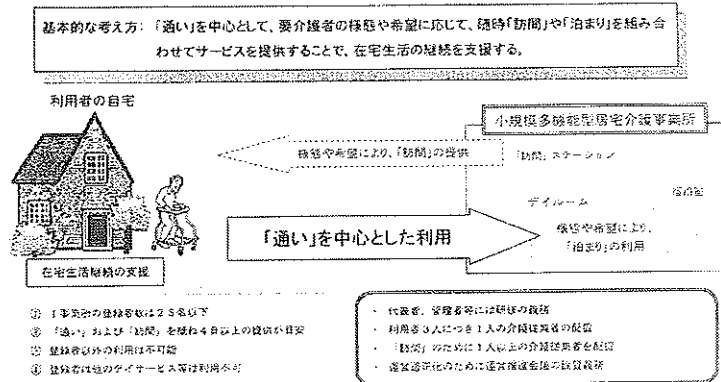 基本的な考え方: 「通い」を中心として、要介護者の様態や希望に応じて、随時「訪問」や「泊まり」を組み合
わせてサービスを提供することで、在宅生活の継続を支援する。
利用者の自宅
小規模多機能型居宅介護事業所
様態や希望により、「訪問」の提供
「訪問」ステーション
デイルーム
「通い」を中心とした利用
様態や希望により、
「泊まり」の利用
在宅生活継続の支援
① 1事業所の登録者数は25名以下
② 「通い」および「訪問」を概ね4日以上の提供が目安
③ 登録者以外の利用は不可能
④ 登録者は他のデイサービス等は利用不可
・ 代表者、管理者等には研修の義務
・ 利用者3人につき1人の介護従業者の配置
・ 「訪問」のために1人以上の介護従業者を配置
・ 運営透明化のために運営推進会議の設置義務